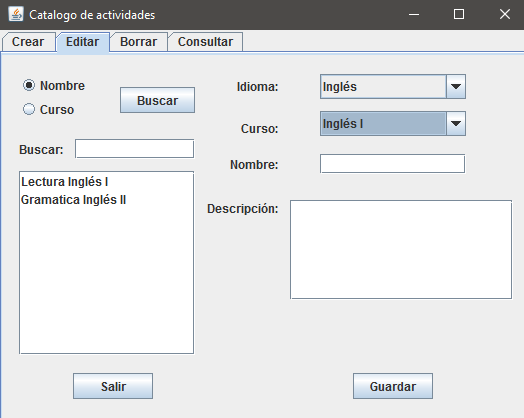 Catalogo de actividades
Crear Editar Borrar Consultar
Nombre
Curso
Buscar
Buscar:
Lectura Inglés I
Gramatica Inglés II
Salir
Idioma: Inglés
Curso: Inglés I
Nombre:
Descripción:
Guardar